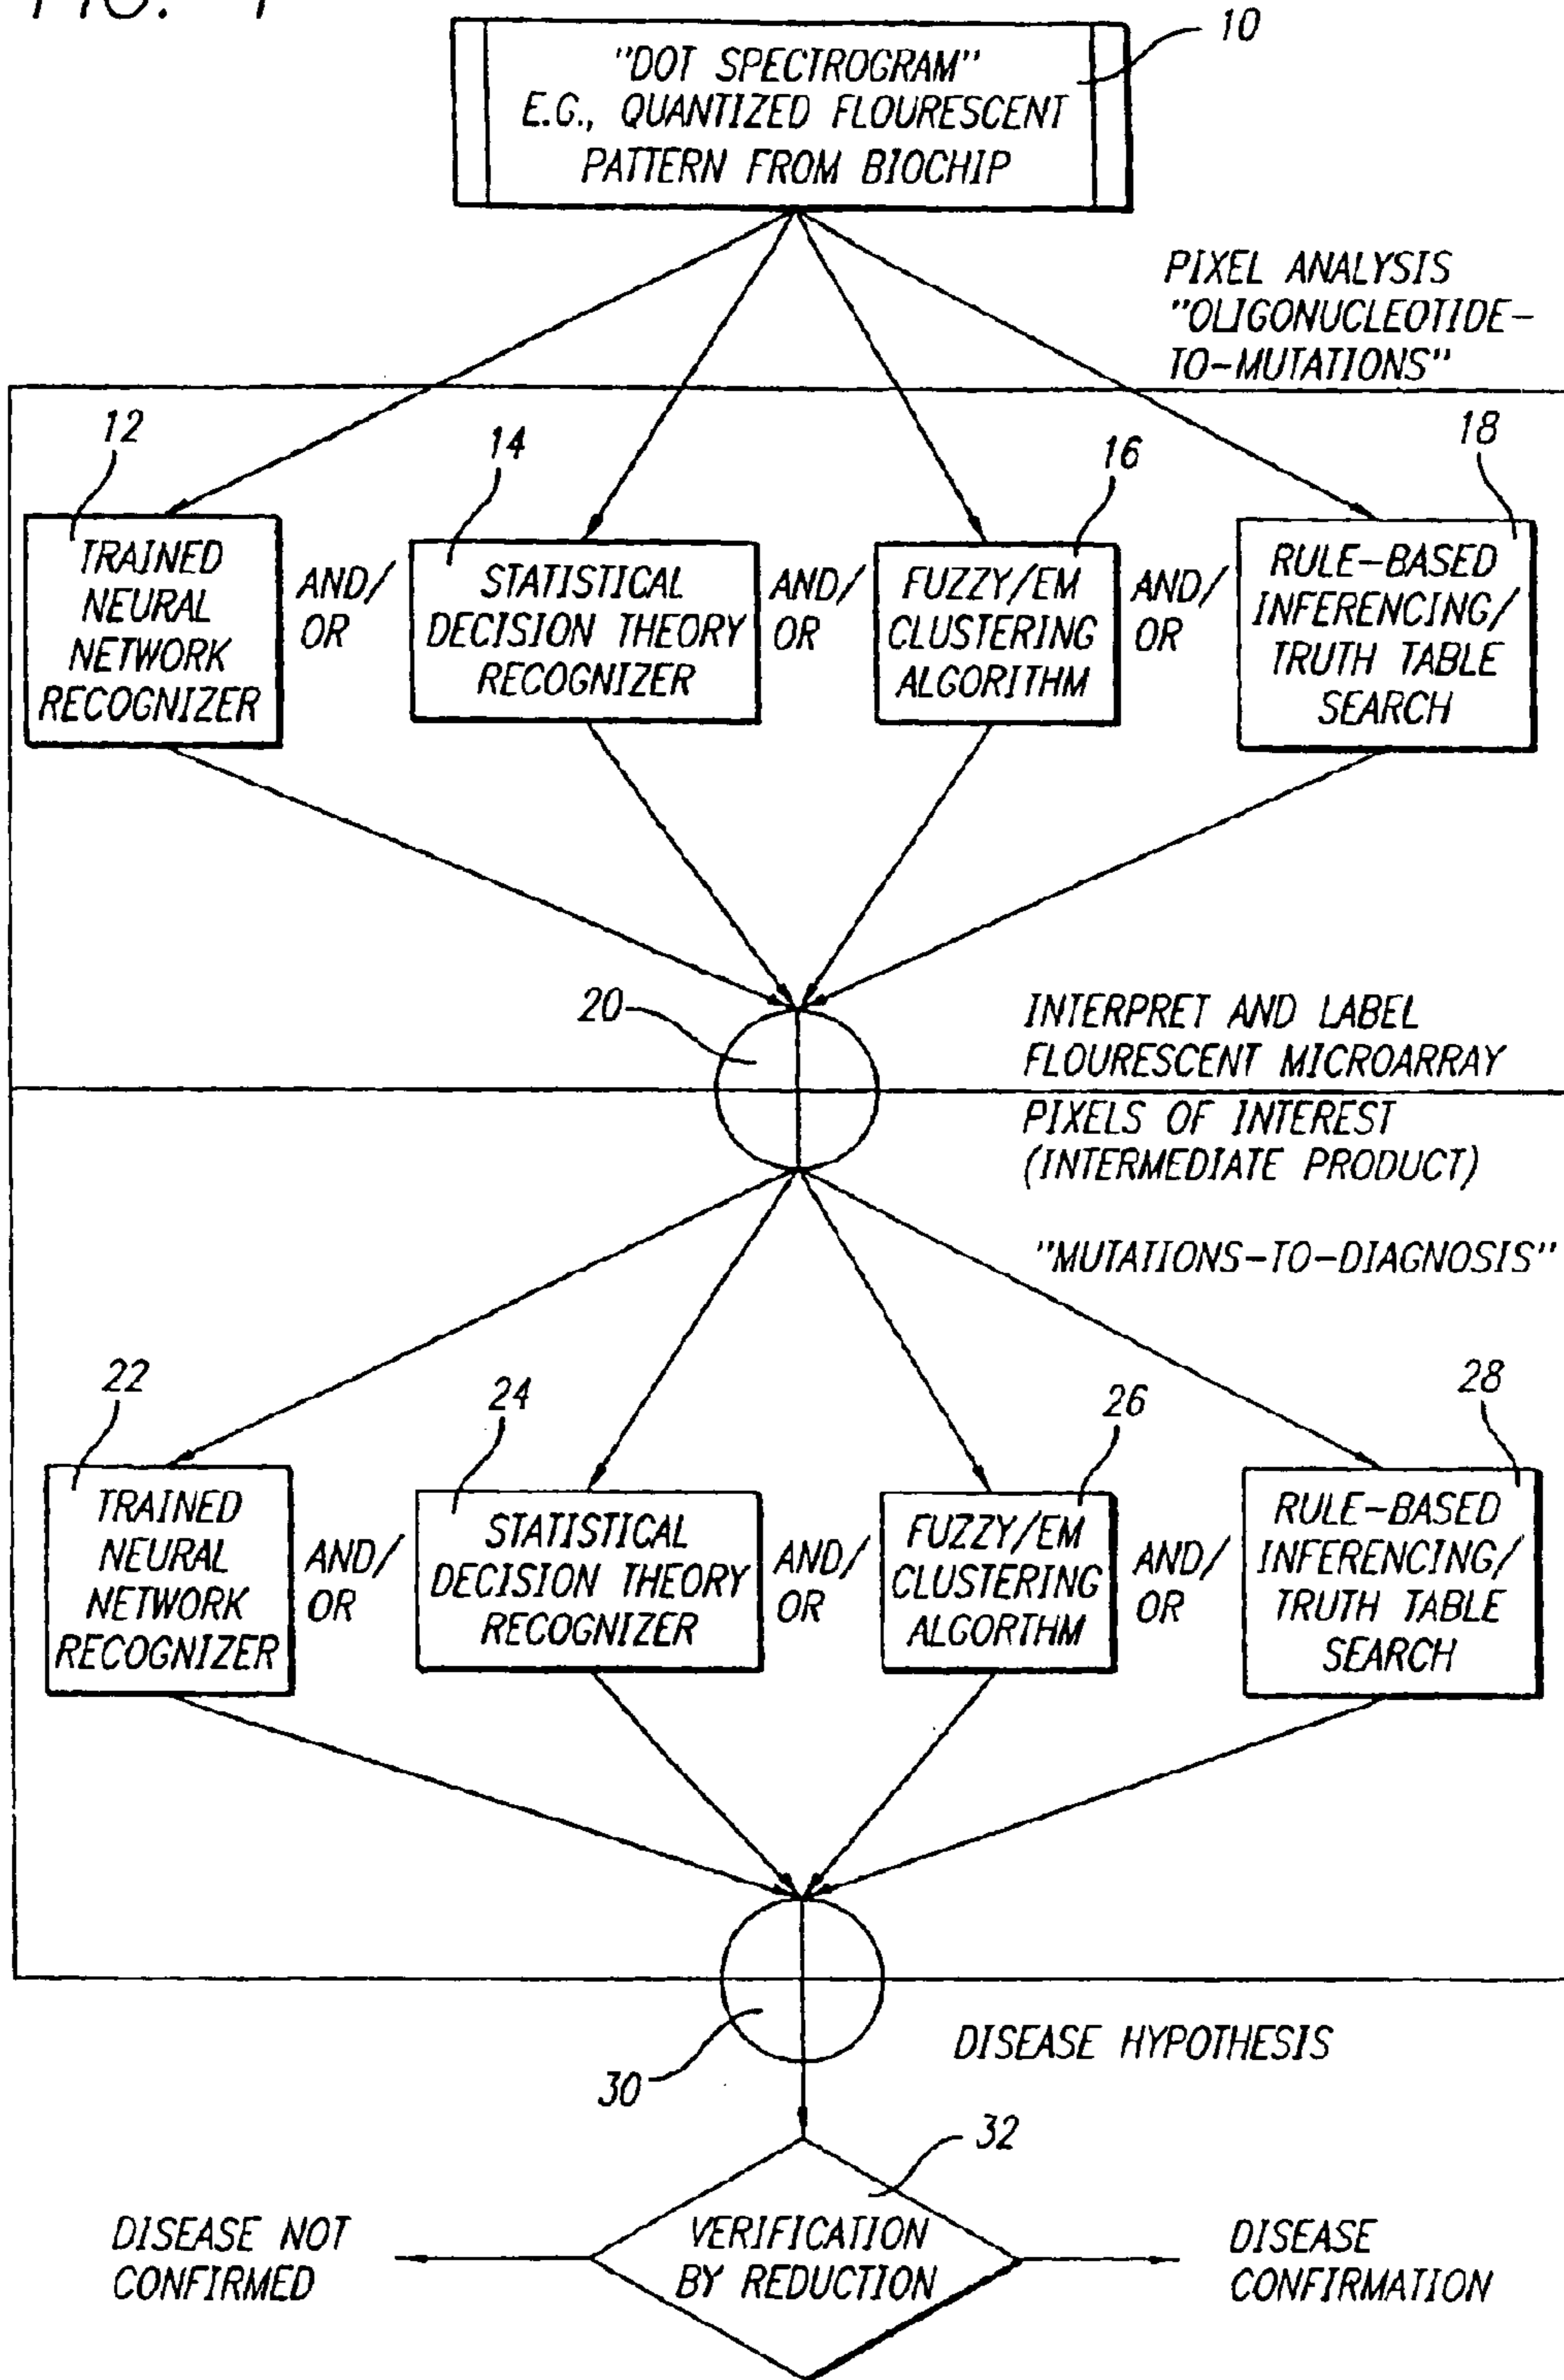 FIG. 1
10
"DOT SPECTROGRAM"
E.G., QUANTIZED FLOURESCENT
PATTERN FROM BIOCHIP
PIXEL ANALYSIS
"OLIGONUCLEOTIDE-
TO-MUTATIONS"
12
14
16
18
TRAINED
NEURAL
NETWORK
RECOGNIZER
AND/
OR
STATISTICAL
DECISION THEORY
RECOGNIZER
AND/
OR
FUZZY/EM
CLUSTERING
ALGORITHM
AND/
OR
RULE-BASED
INFERENCING/
TRUTH TABLE
SEARCH
20
INTERPRET AND LABEL
FLOURESCENT MICROARRAY
PIXELS OF INTEREST
(INTERMEDIATE PRODUCT)
"MUTATIONS-TO-DIAGNOSIS"
22
24
26
28
TRAINED
NEURAL
NETWORK
RECOGNIZER
AND/
OR
STATISTICAL
DECISION THEORY
RECOGNIZER
AND/
OR
FUZZY/EM
CLUSTERING
ALGORTHM
AND/
OR
RULE-BASED
INFERENCING/
TRUTH TABLE
SEARCH
30
DISEASE HYPOTHESIS
32
DISEASE NOT
CONFIRMED
VERIFICATION
BY REDUCTION
DISEASE
CONFIRMATION